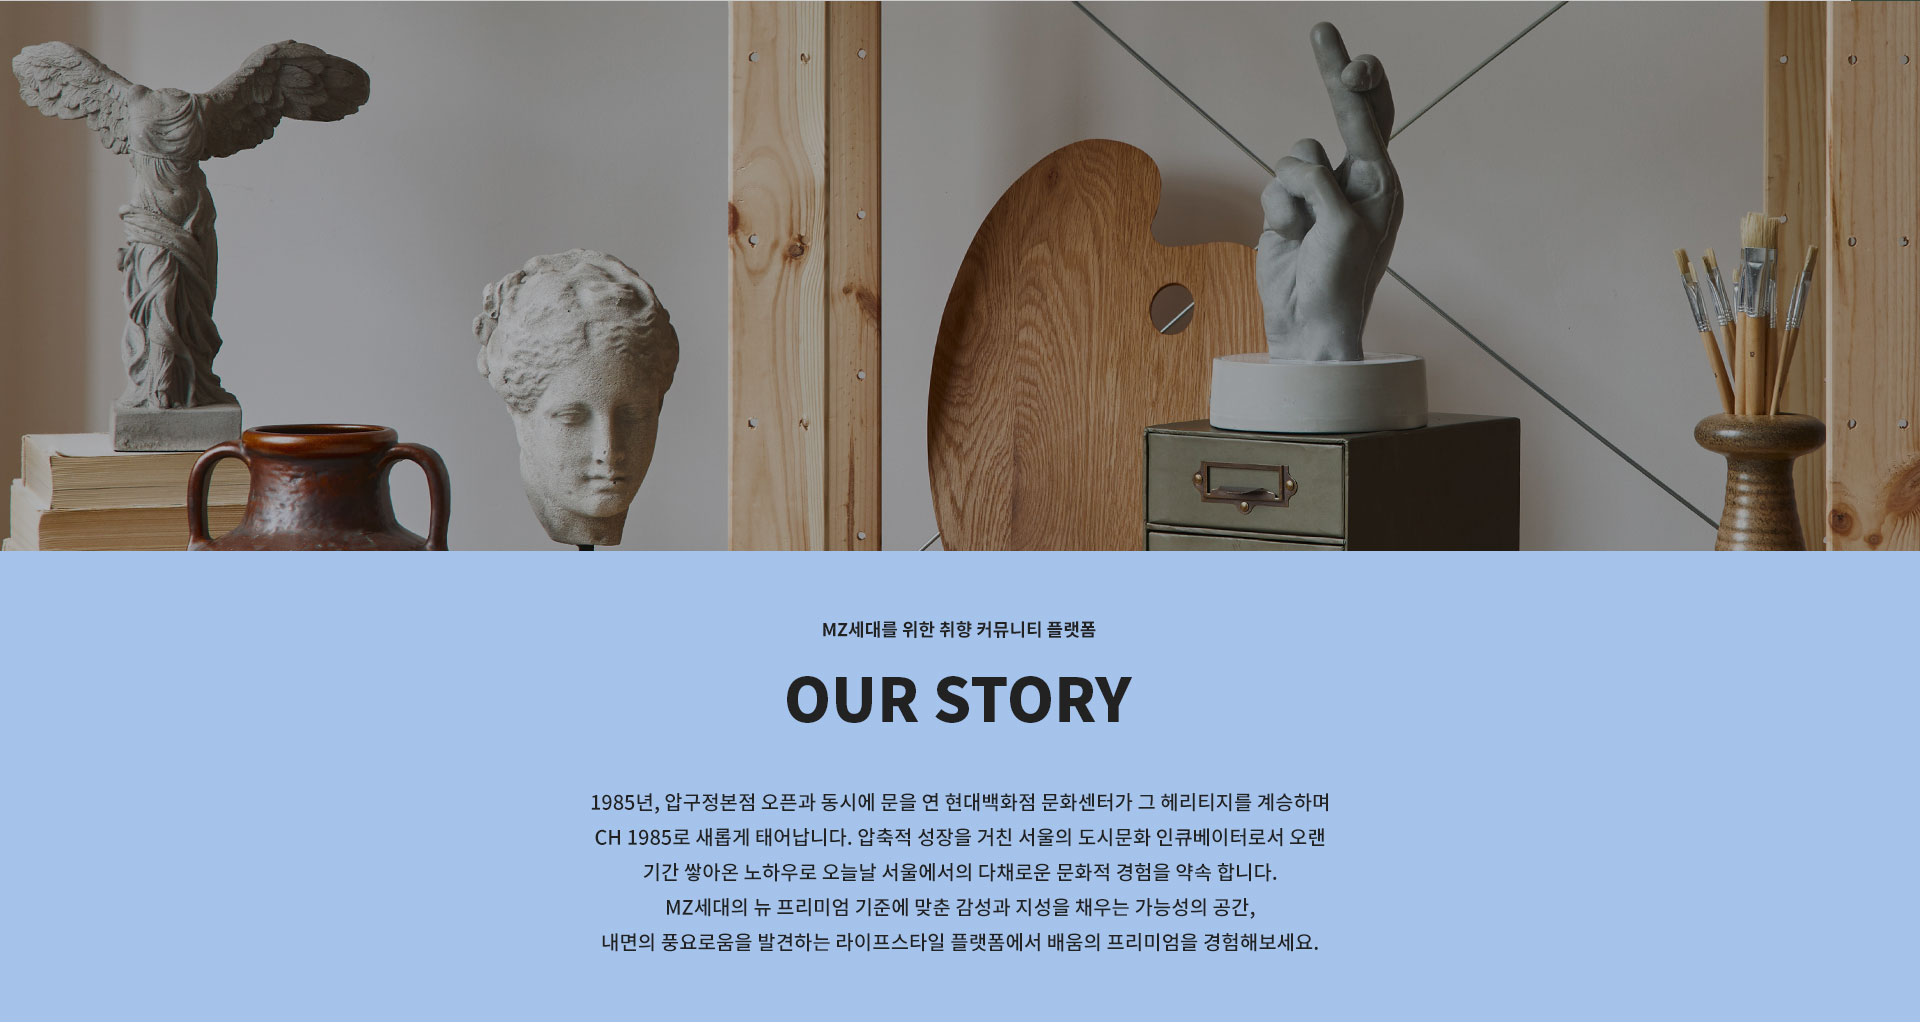 MZ세대를 위한 취향 커뮤니티 플랫폼
OUR STORY
1985년, 압구정본점 오픈과 동시에 문을 연 현대백화점 문화센터가 그 헤리티지를 계승하며
CH 1985로 새롭게 태어납니다. 압축적 성장을 거친 서울의 도시문화 인큐베이터로서 오랜
기간 쌓아온 노하우로 오늘날 서울에서의 다채로운 문화적 경험을 약속 합니다.
MZ세대의 뉴 프리미엄 기준에 맞춘 감성과 지성을 채우는 가능성의 공간,
내면의 풍요로움을 발견하는 라이프스타일 플랫폼에서 배움의 프리미엄을 경험해보세요.